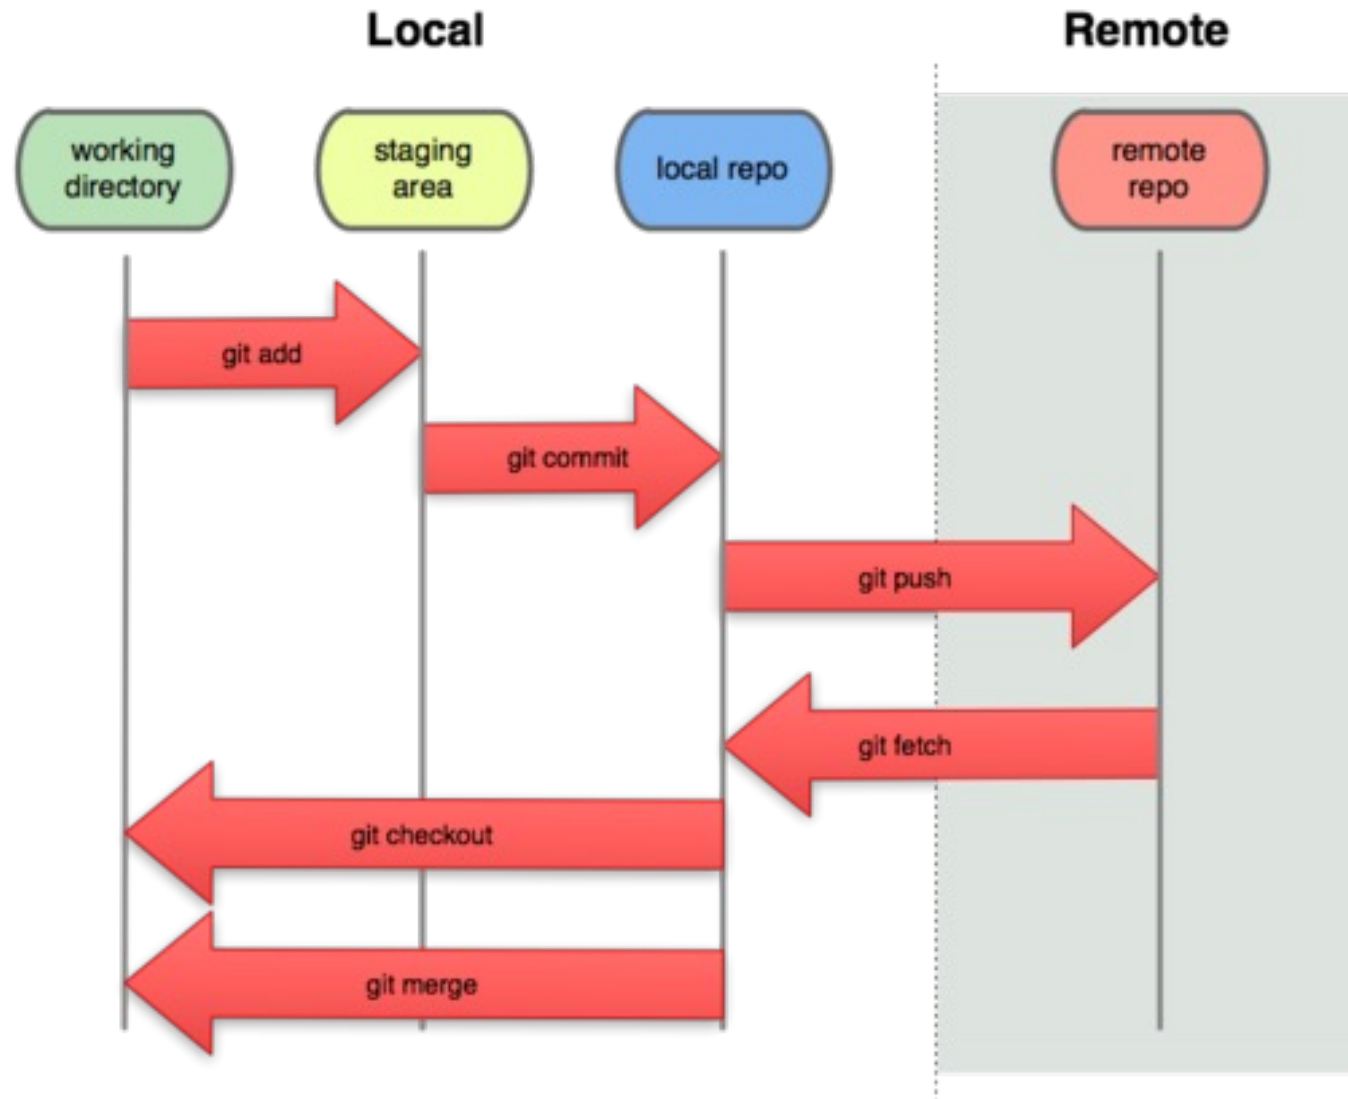 Local
Remote
working
directory
staging
area
local repo
remote
repo
git add
git commit
git push
git fetch
git checkout
git merge